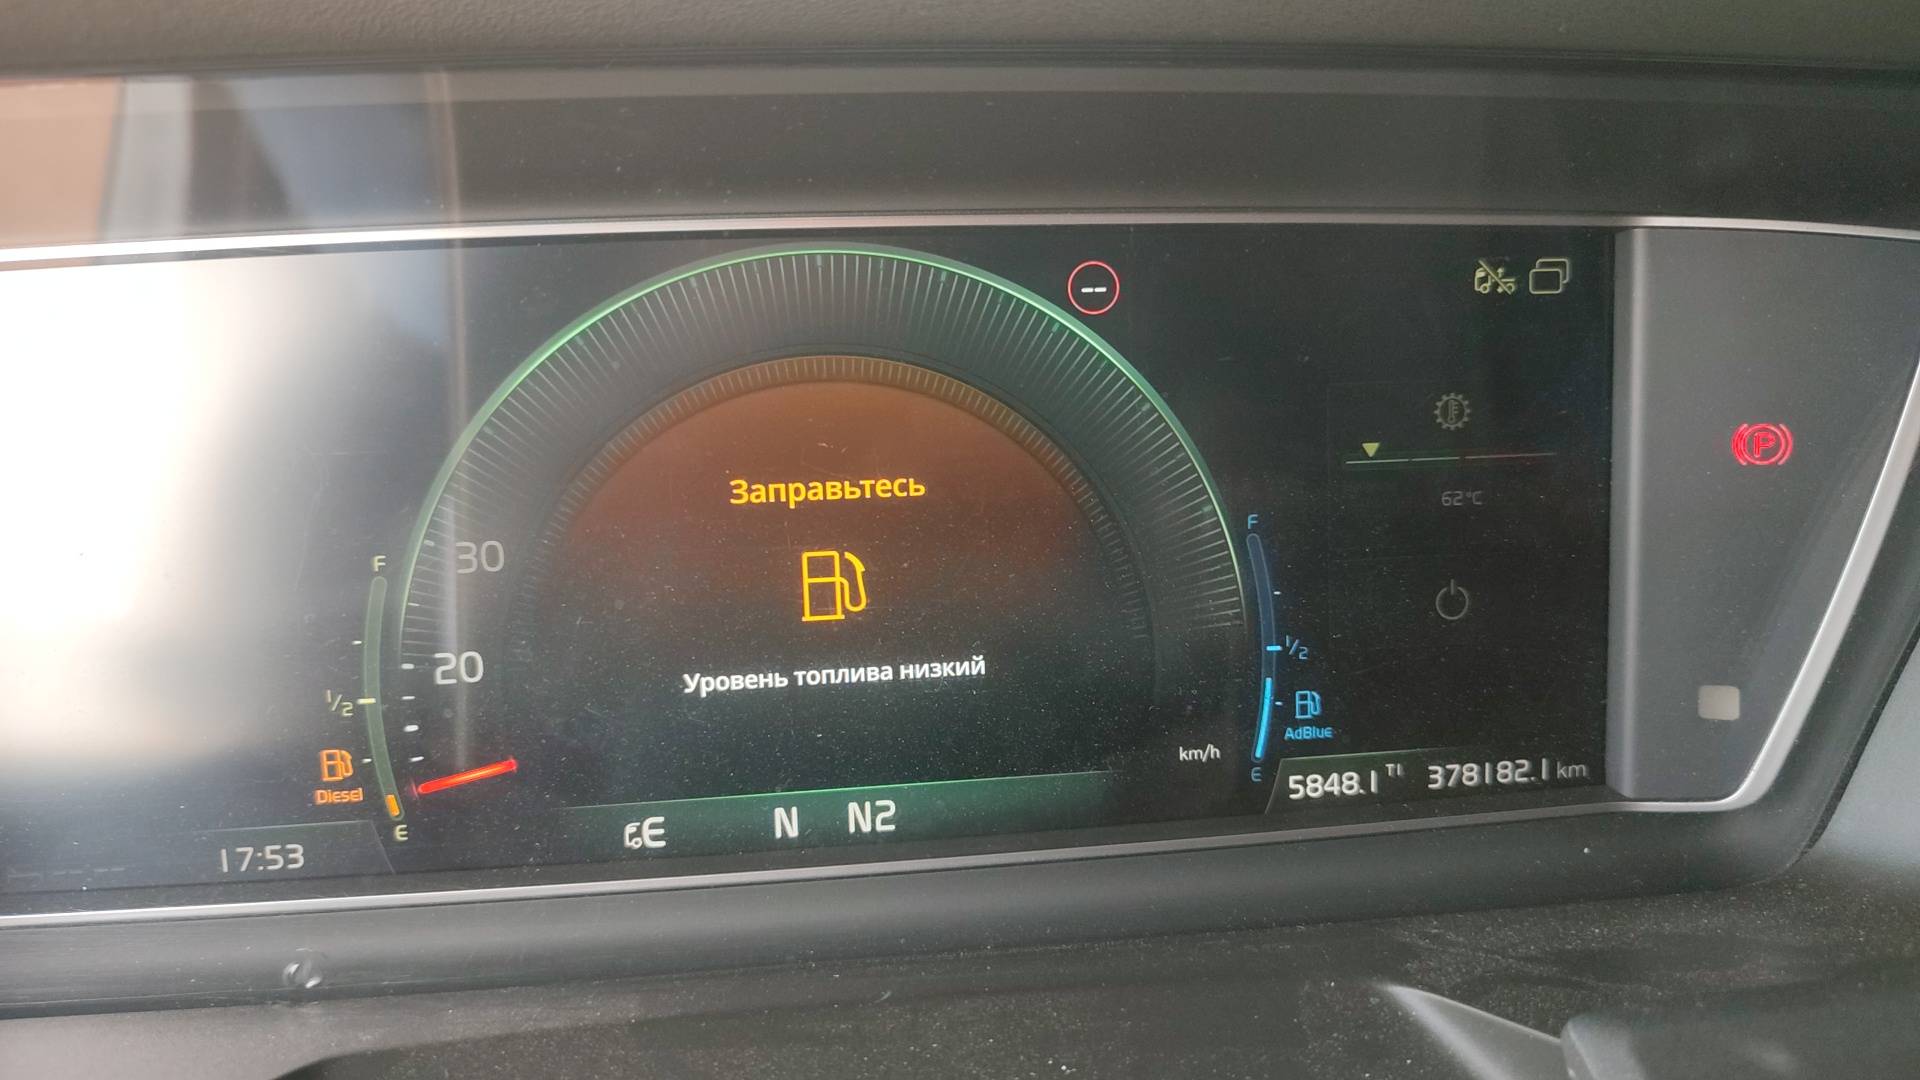 --
Заправьтесь
62°C
30
F
F
20
Уровень топлива низкий
1/2
1/2
AdBlue
km/h
Diesel
E
E
5848.1 T1 378182.1 km
E N N2
17:53
P